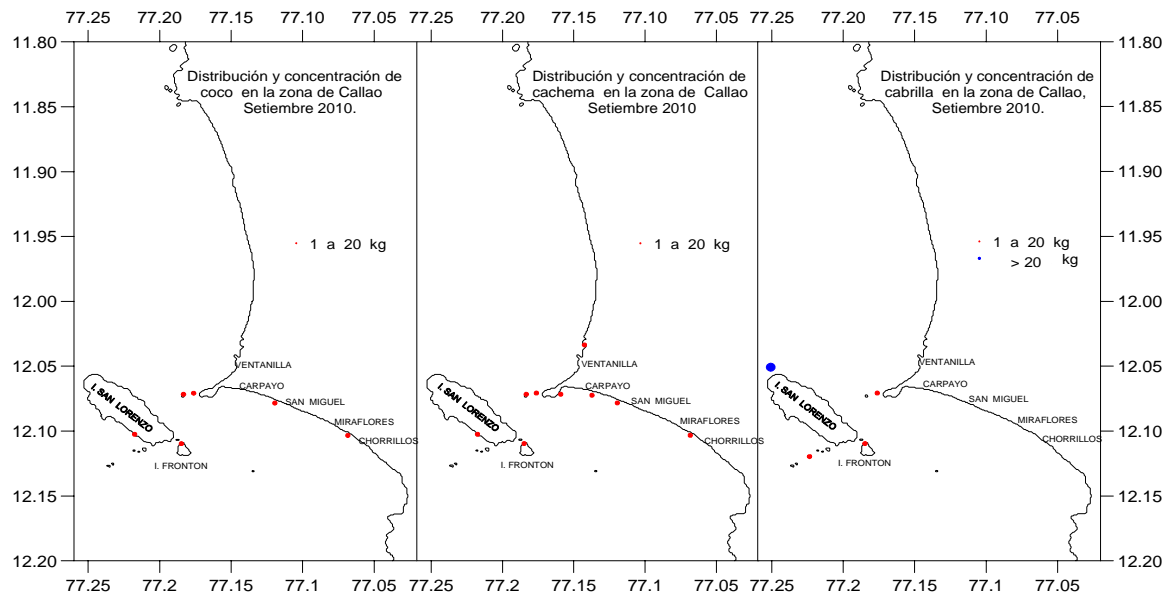 77.25 77.20 77.15 77.10 77.05 77.25 77.20 77.15 77.10 77.05 77.25 77.20 77.15 77.10 77.05
11.80 11.80
Distribución y concentración de
coco en la zona de Callao
Setiembre 2010.
Distribución y concentración de
cachema en la zona de Callao
Setiembre 2010
Distribución y concentración de
cabrilla en la zona de Callao,
Setiembre 2010.
11.85 11.85
11.90 11.90
11.95 11.95
1 a 20 kg
1 a 20 kg
1 a 20 kg
> 20 kg
12.00 12.00
12.05 12.05
VENTANILLA
CARPAYO
SAN MIGUEL
MIRAFLORES
CHORRILLOS
I. SAN LORENZO
I. FRONTON
VENTANILLA
CARPAYO
SAN MIGUEL
MIRAFLORES
CHORRILLOS
I. SAN LORENZO
I. FRONTON
VENTANILLA
CARPAYO
SAN MIGUEL
MIRAFLORES
CHORRILLOS
I. SAN LORENZO
I. FRONTON
12.10 12.10
12.15 12.15
12.20 12.20
77.25 77.20 77.15 77.10 77.05 77.25 77.20 77.15 77.10 77.05 77.25 77.20 77.15 77.10 77.05